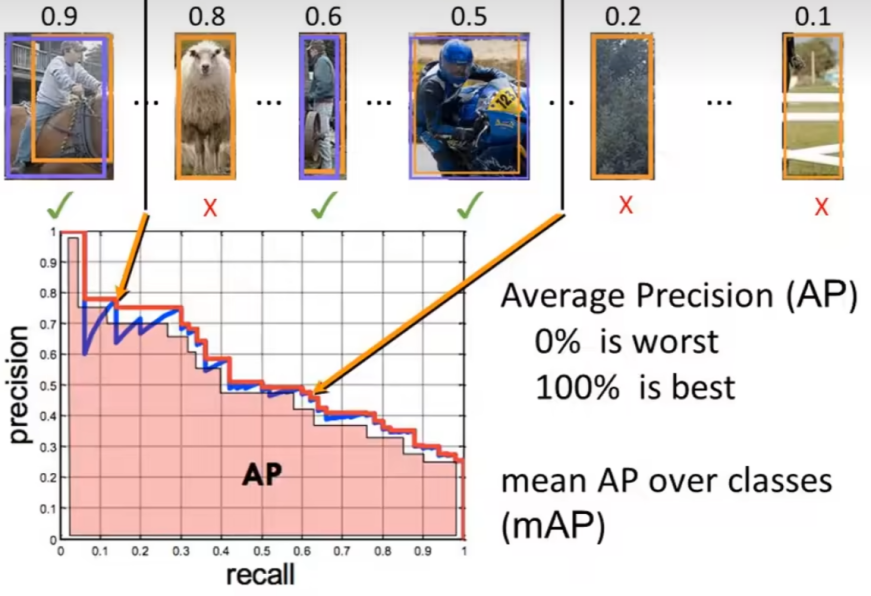 0.9 0.8 0.6 0.5 0.2 0.1
... ... ... ... ...
✓ X ✓ ✓ X X
Average Precision (AP)
0% is worst
100% is best
mean AP over classes
(mAP)
precision
1
0.9
0.8
0.7
0.6
0.5
0.4
0.3
0.2
0.1
0
AP
0 0.1 0.2 0.3 0.4 0.5 0.6 0.7 0.8 0.9 1
recall